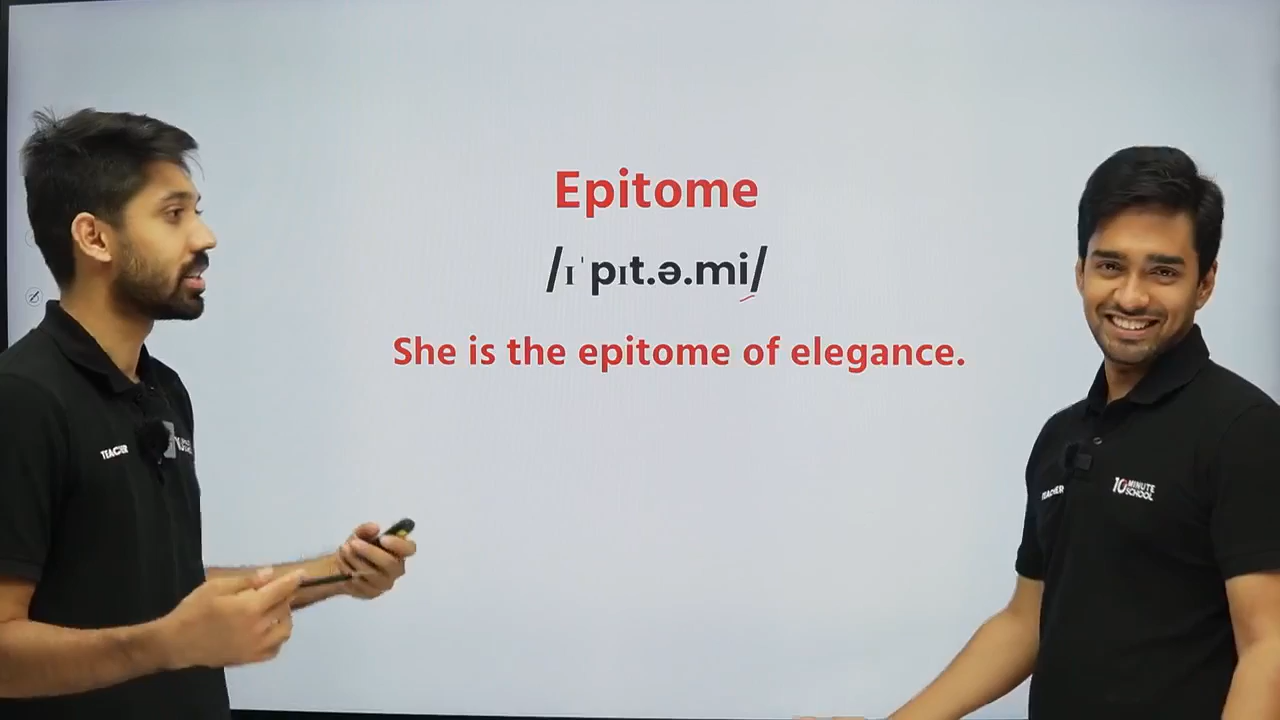 Epitome
/ɪˈpɪt.ə.mi/
She is the epitome of elegance.
TEACHER
TEACHER
10 MINUTE
SCHOOL